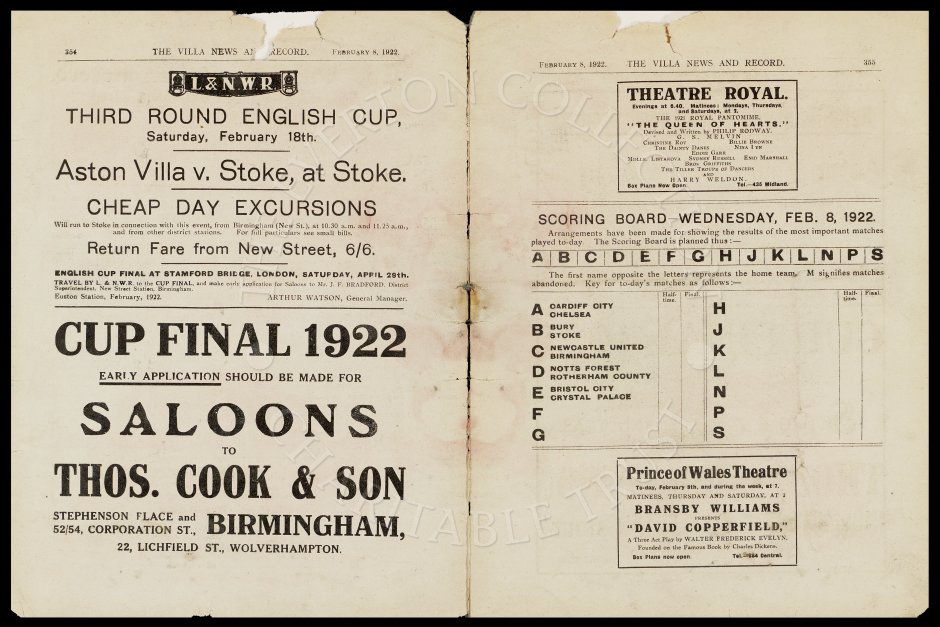 354 THE VILLA NEWS AND RECORD. FEBRUARY 8, 1922.
L & N.W.R.
THIRD ROUND ENGLISH CUP,
Saturday, February 18th.
Aston Villa v. Stoke, at Stoke.
CHEAP DAY EXCURSIONS
Will run to Stoke in connection with this event, from Birmingham (New St.), at 10.30 a.m. and 11.25 a.m.,
and from other district stations. For full particulars see small bills.
Return Fare from New Street, 6/6.
ENGLISH CUP FINAL AT STAMFORD BRIDGE, LONDON, SATURDAY, APRIL 29th.
TRAVEL BY L. & N.W.R. to the CUP FINAL, and make early application for Saloons to Mr. J. F. BRADFORD, District
Superintendent, New Street Station, Birmingham.
Euston Station, February, 1922. ARTHUR WATSON, General Manager.
CUP FINAL 1922
EARLY APPLICATION SHOULD BE MADE FOR
SALOONS
TO
THOS. COOK & SON
STEPHENSON PLACE and
52/54, CORPORATION ST., BIRMINGHAM,
22, LICHFIELD ST., WOLVERHAMPTON.
FEBRUARY 8, 1922. THE VILLA NEWS AND RECORD. 355
THEATRE ROYAL.
Evenings at 6.40. Matinees: Mondays, Thursdays,
and Saturdays, at 2.
THE 1921 ROYAL PANTOMIME,
"THE QUEEN OF HEARTS."
Devised and Written by PHILIP RODWAY.
G. S. MELVIN
CHRISTINE ROY BILLIE BROWNE
THE DAINTY DANES NINA LEN
EDDIE GARR
MOLLIE LISTANOVA SYDNEY RUSSELL ENID MARSHALL
BROS. GRIFFITHS
THE TILLER TROUPS OF DANCERS
AND
HARRY WELDON.
Box Plans Now Open. Tel.—435 Midland.
SCORING BOARD—WEDNESDAY, FEB. 8, 1922.
Arrangements have been made for showing the results of the most important matches
played to-day. The Scoring Board is planned thus:—
A B C D E F G H J K L N P S
The first name opposite the letters represents the home team. M signifies matches
abandoned. Key for to-day's matches as follows:—
Half-time. Final. Half-time. Final.
A CARDIFF CITY H
CHELSEA
B BURY J
STOKE
C NEWCASTLE UNITED K
BIRMINGHAM
D NOTTS FOREST L
ROTHERHAM COUNTY
E BRISTOL CITY N
CRYSTAL PALACE
F P
G S
Prince of Wales Theatre
To-day, February 8th, and during the week, at 7.
MATINEES, THURSDAY AND SATURDAY, AT 2
BRANSBY WILLIAMS
PRESENTS
"DAVID COPPERFIELD,"
A Three Act Play by WALTER FREDERICK EVELYN.
Founded on the Famous Book by Charles Dickens.
Box Plans now open. Tel. 284 Central.
EVERTON COLLECTION
CHARITABLE TRUST